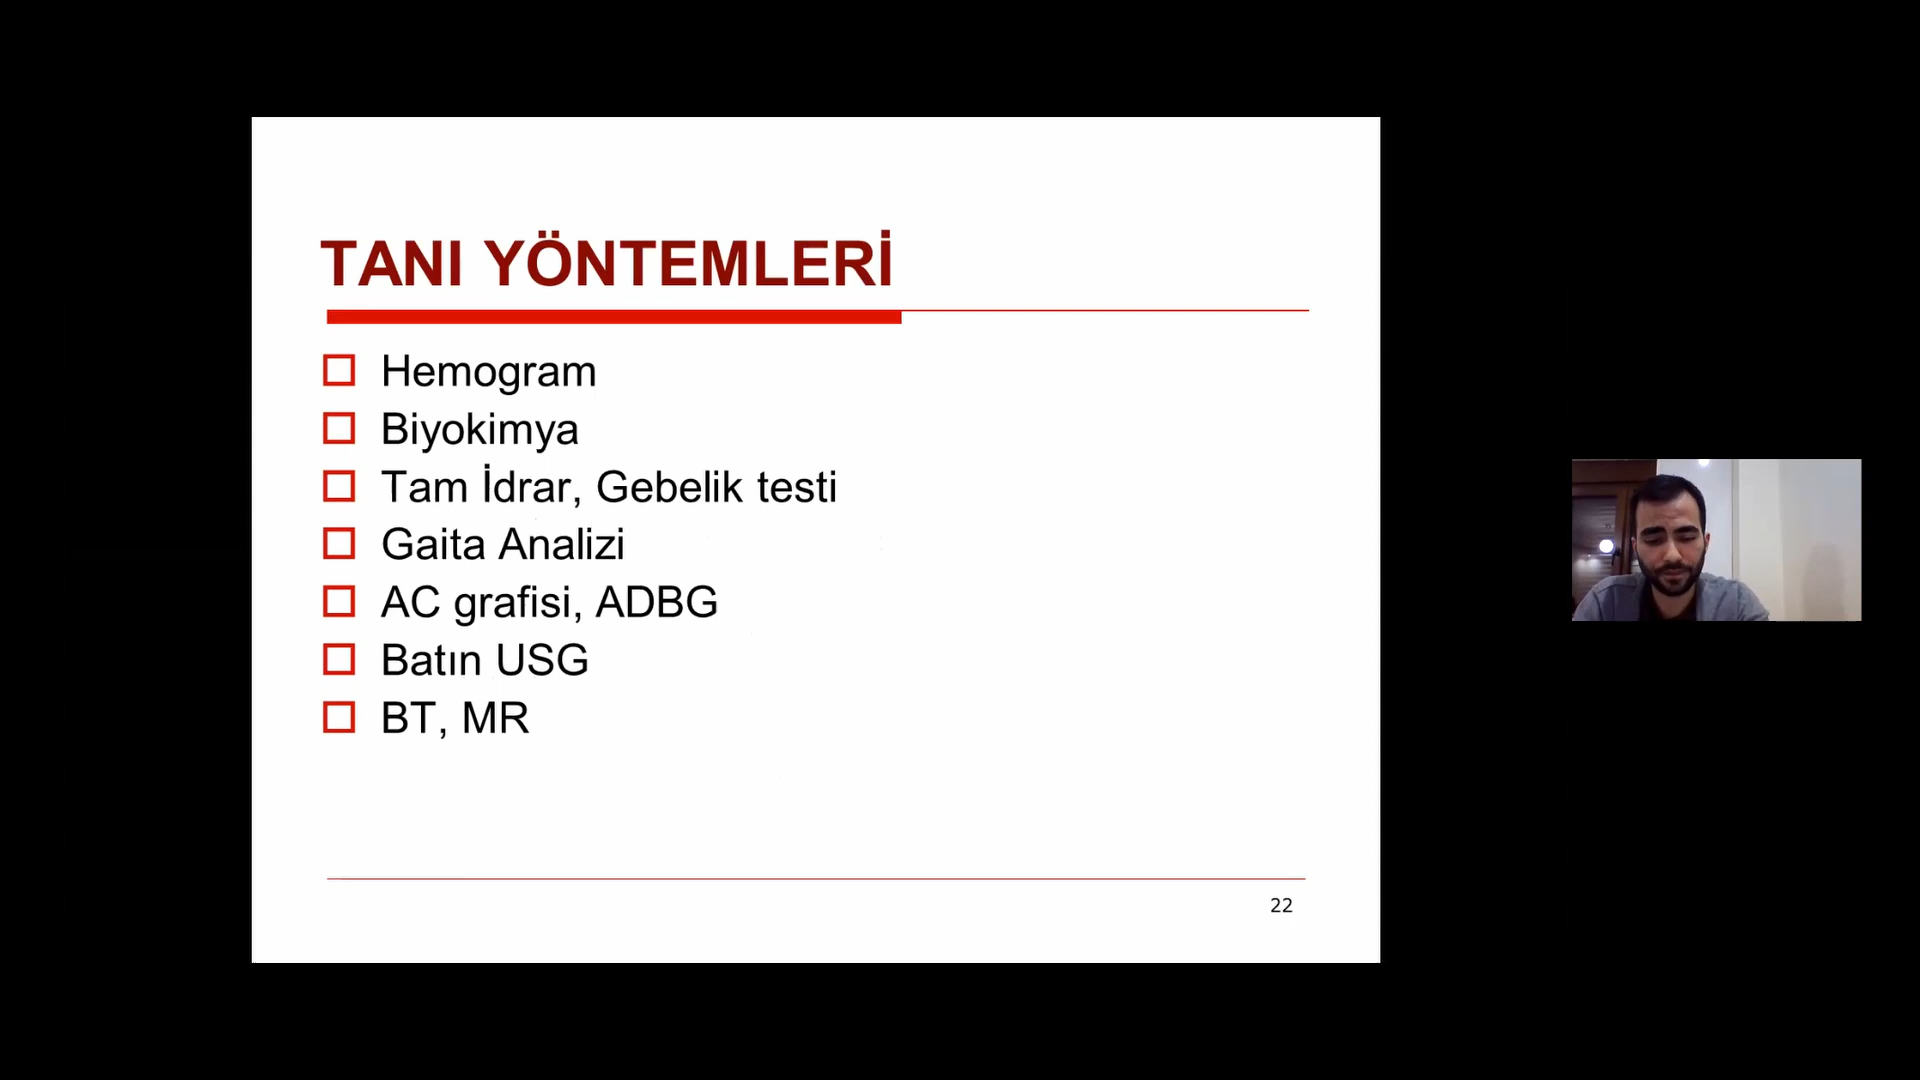 TANI YÖNTEMLERİ
Hemogram
Biyokimya
Tam İdrar, Gebelik testi
Gaita Analizi
AC grafisi, ADBG
Batın USG
BT, MR
22